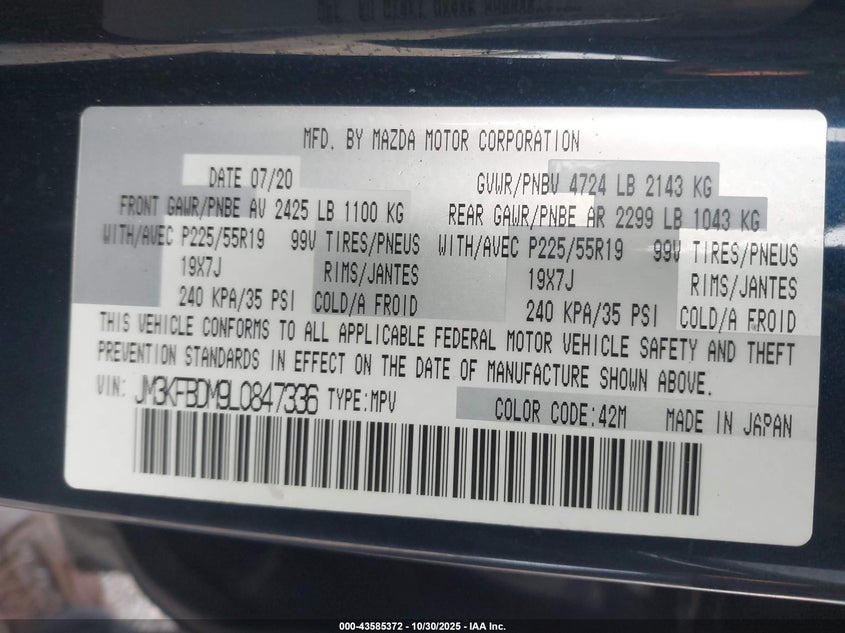 MFD. BY MAZDA MOTOR CORPORATION
DATE 07/20 GVWR/PNBV 4724 LB 2143 KG
FRONT GAWR/PNBE AV 2425 LB 1100 KG REAR GAWR/PNBE AR 2299 LB 1043 KG
WITH/AVEC P225/55R19 99V TIRES/PNEUS WITH/AVEC P225/55R19 99V TIRES/PNEUS
19X7J RIMS/JANTES 19X7J RIMS/JANTES
240 KPA/35 PSI COLD/A FROID 240 KPA/35 PSI COLD/A FROID
THIS VEHICLE CONFORMS TO ALL APPLICABLE FEDERAL MOTOR VEHICLE SAFETY AND THEFT
PREVENTION STANDARDS IN EFFECT ON THE DATE OF MANUFACTURE SHOWN ABOVE.
VIN: JM3KFBDM9L0847336 TYPE:MPV COLOR CODE:42M MADE IN JAPAN
000-43585372 - 10/30/2025 - IAA Inc.